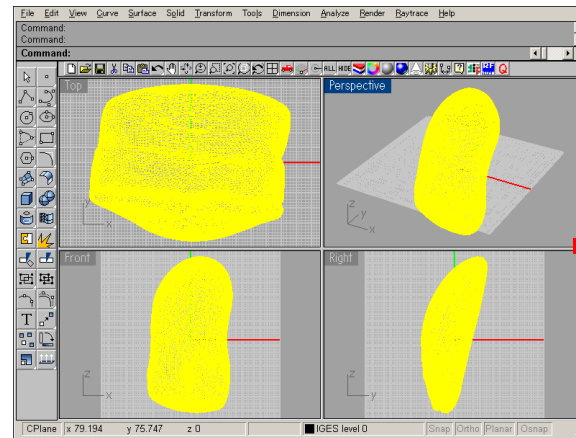 File Edit View Curve Surface Solid Transform Tools Dimension Analyze Render Raytrace Help
Command:
Command:
Command:
ALL HIDE
Top
Perspective
y
x
z
y
x
Front
Right
T
z
x
z
y
CPlane x 79.194 y 75.747 z 0 IGES level 0 Snap Ortho Planar Osnap